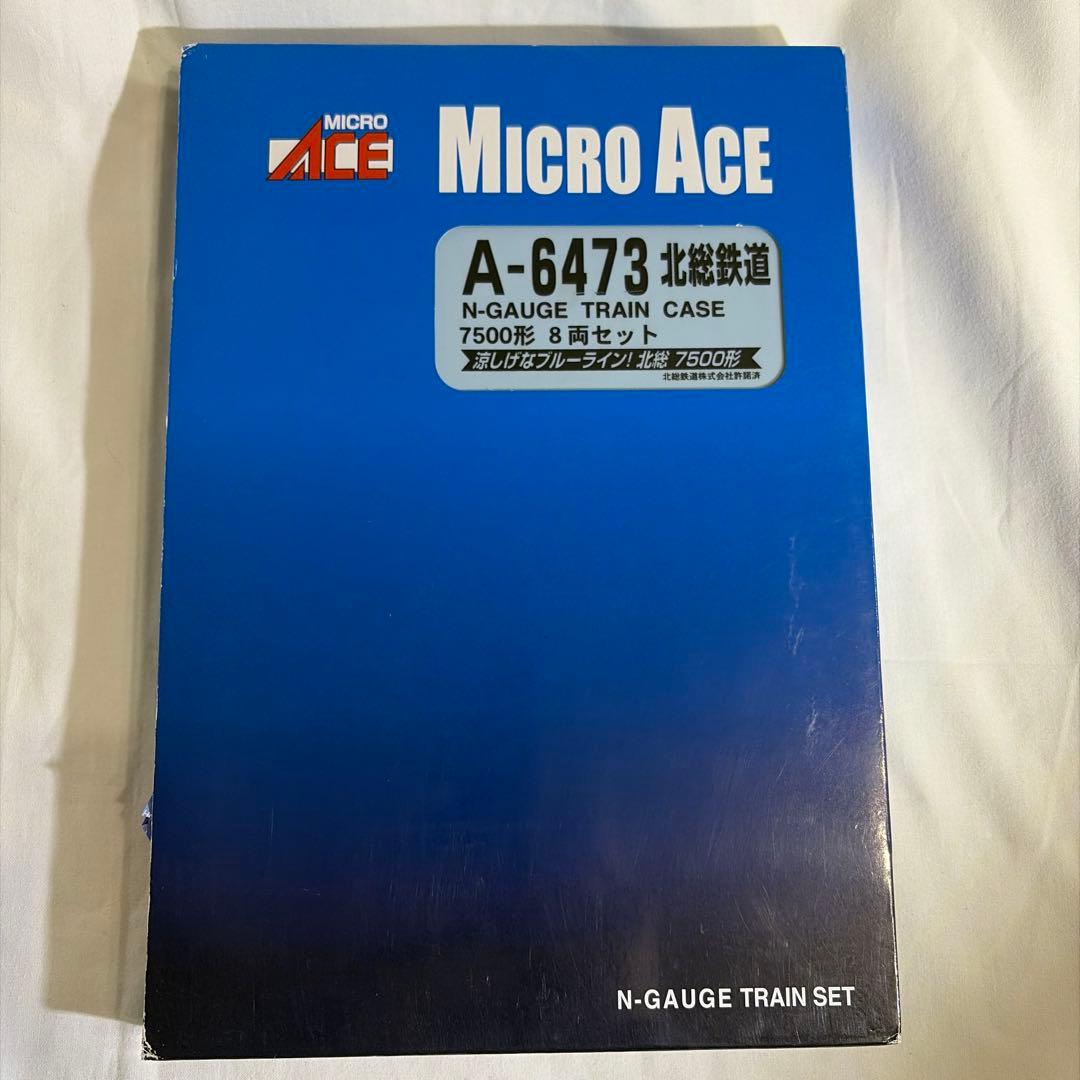 MICRO
ACE
MICRO ACE
A-6473 北総鉄道
N-GAUGE TRAIN CASE
7500形 8両セット
涼しげなブルーライン! 北総 7500形
北総鉄道株式会社許諾済
N-GAUGE TRAIN SET